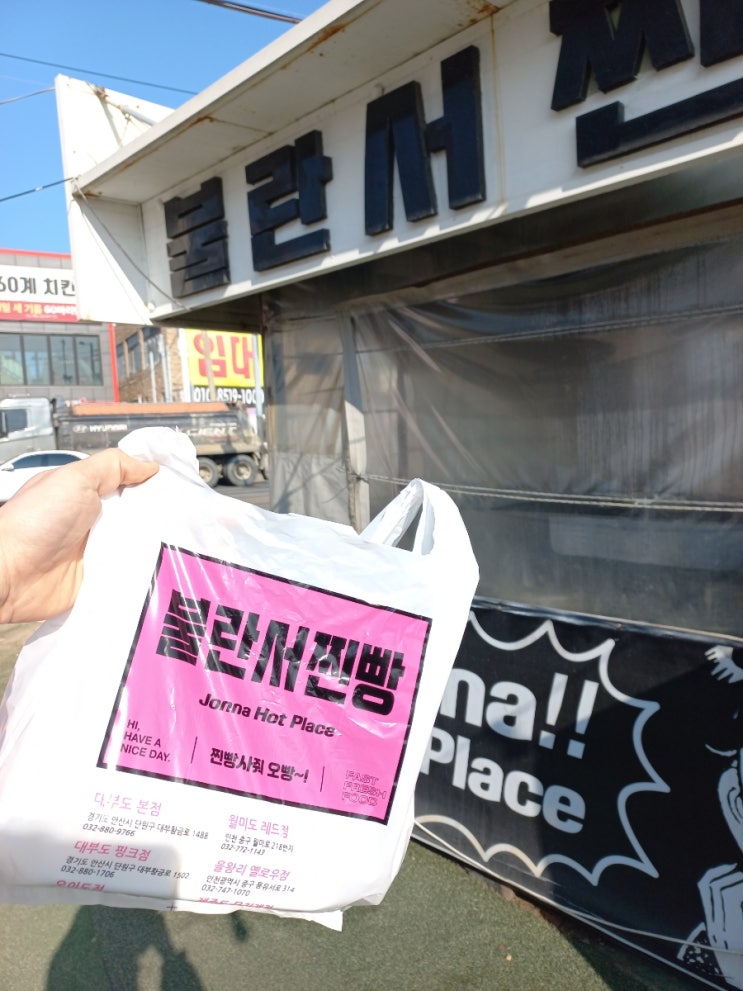 불란서찐
60계 치킨
임대
HYUNDAI
불란서찐빵
Jonna Hot Place
HI,
HAVE A
NICE DAY.
찐빵사줘 오빵~!
FAST
FRESH
FOOD
대부도 본점
경기도 안산시 단원구 대부황금로 1488
032-880-9766
대부도 핑크점
경기도 안산시 단원구 대부황금로 1502
032-880-1706
월미도 레드점
인천 중구 월미로 218번지
032-772-1143
을왕리 옐로우점
인천광역시 중구 용유서로 314
032-747-1070
na!!
Place